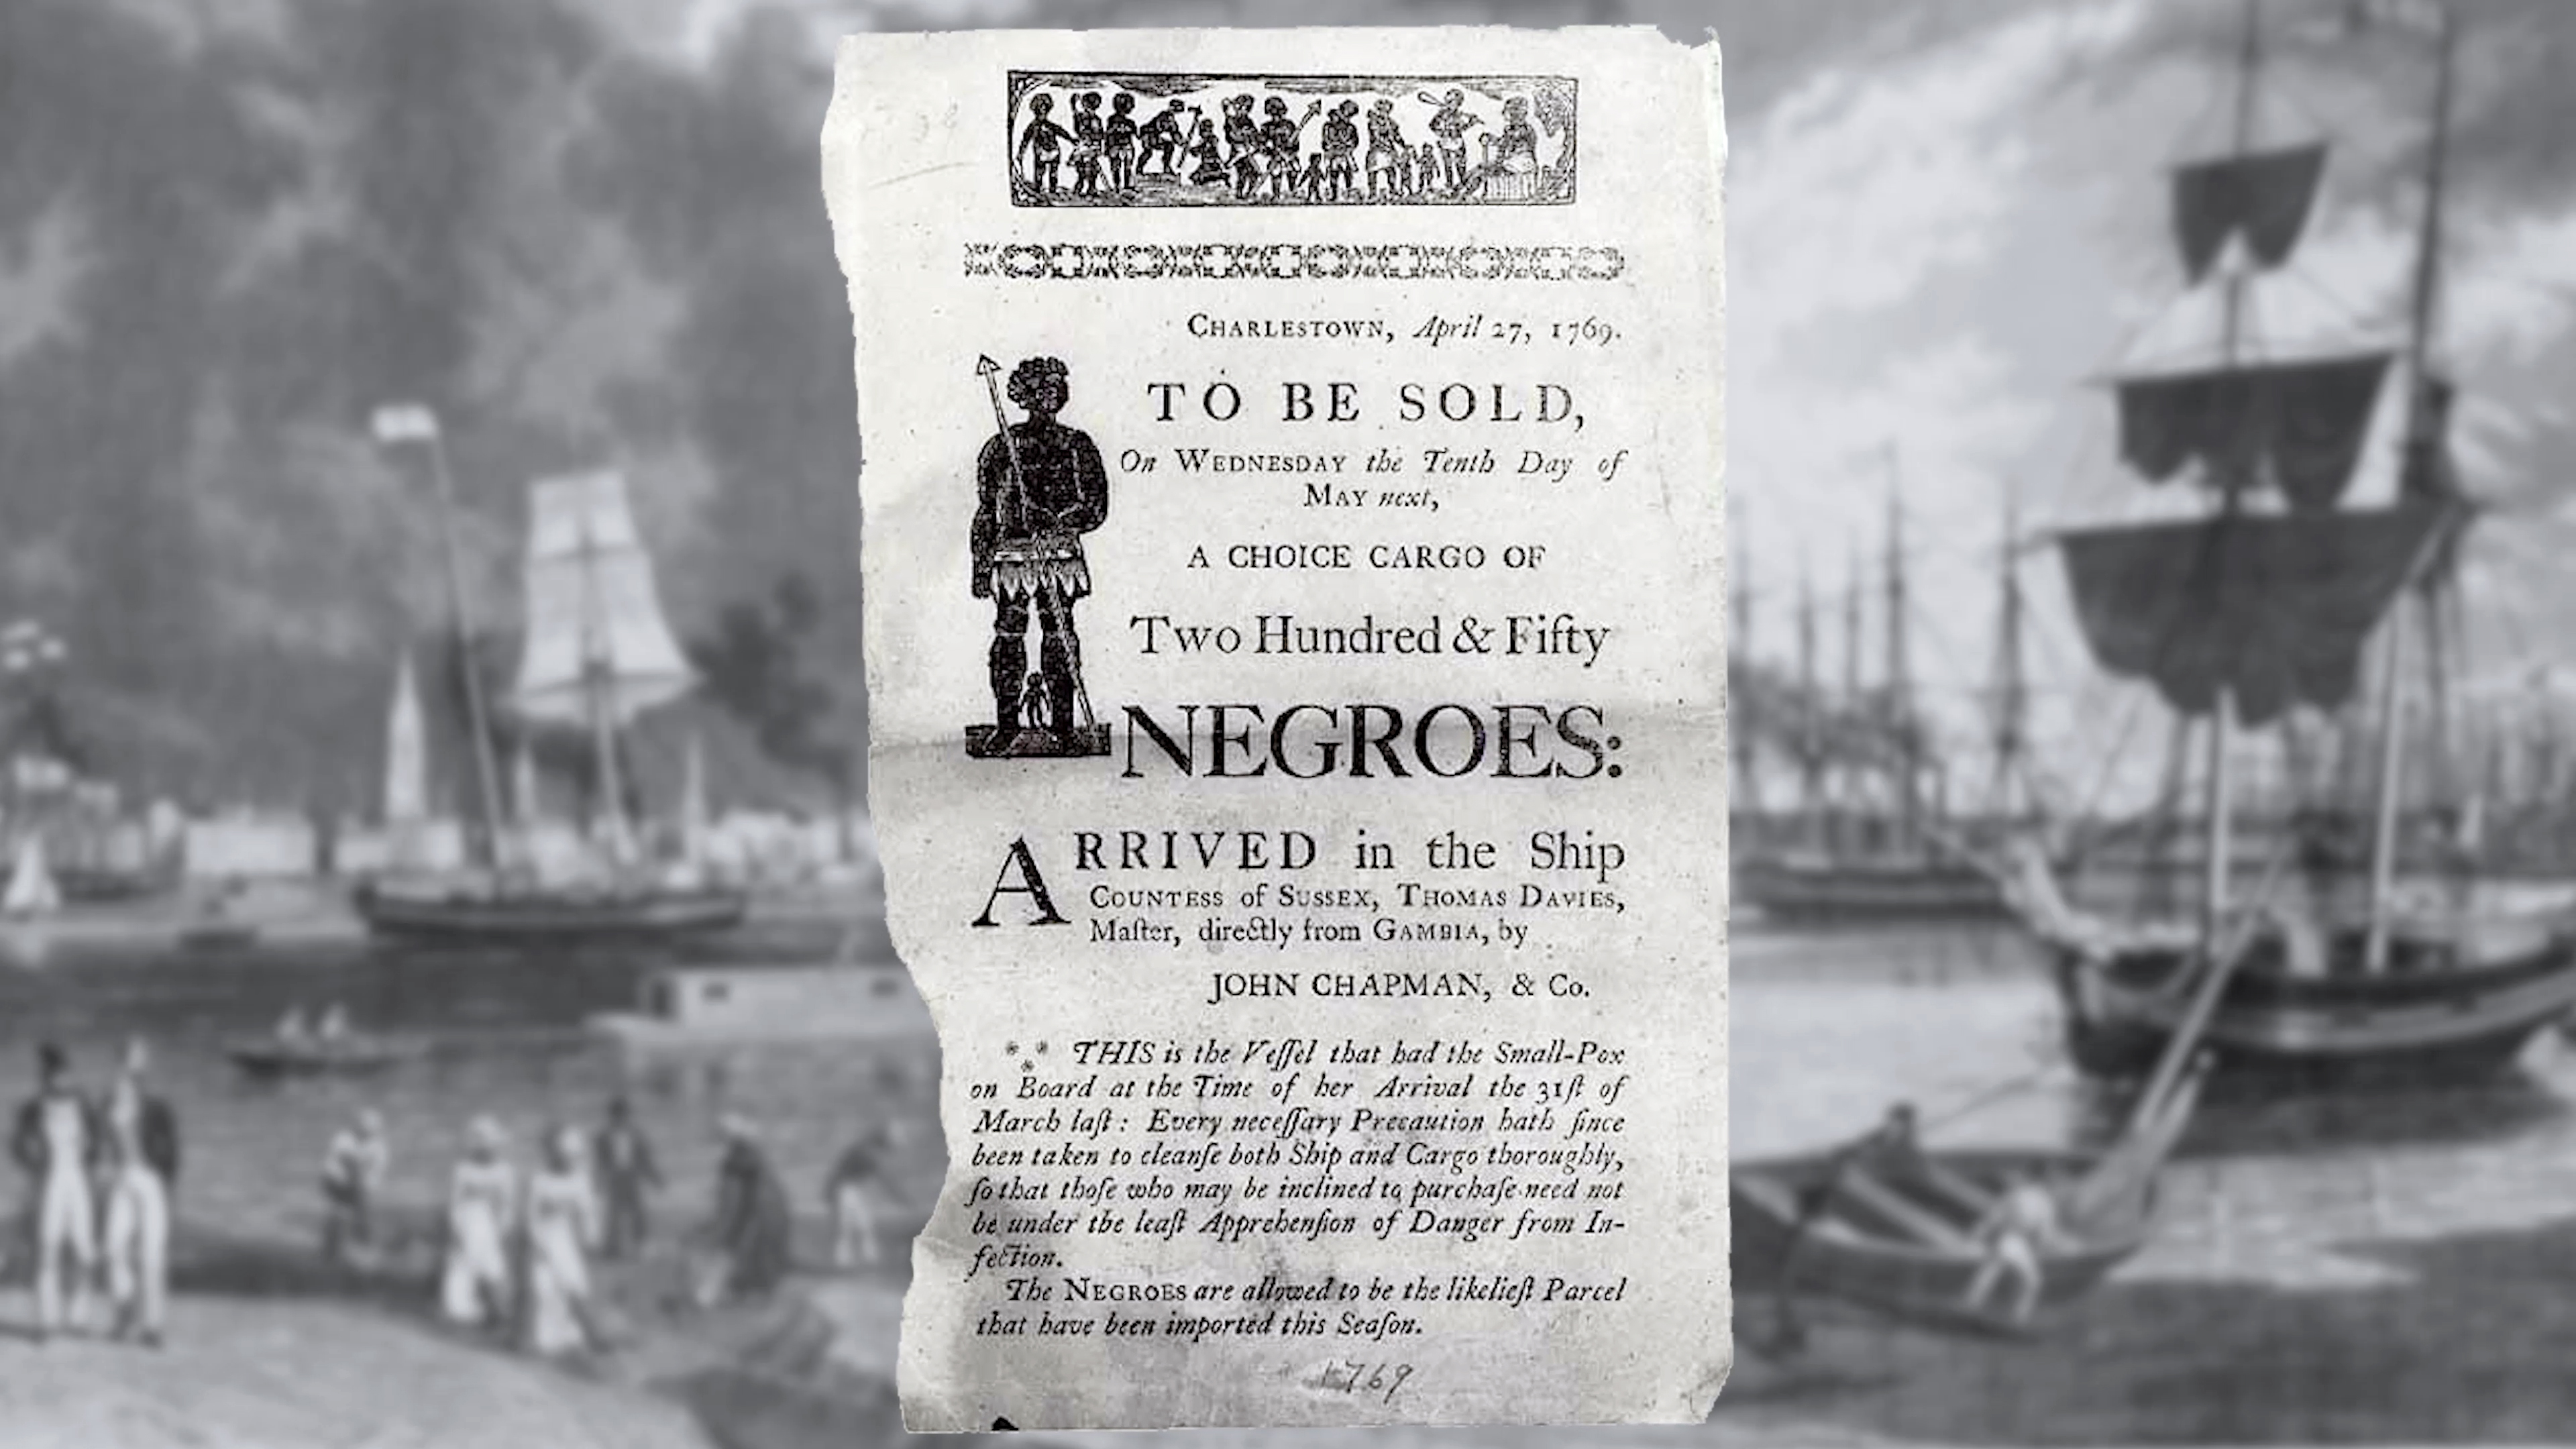 CHARLESTOWN, April 27, 1769.
TO BE SOLD,
On WEDNESDAY the Tenth Day of
MAY next,
A CHOICE CARGO OF
Two Hundred & Fifty
NEGROES:
ARRIVED in the Ship
COUNTESS of SUSSEX, THOMAS DAVIES,
Maſter, directly from GAMBIA, by
JOHN CHAPMAN, & Co.
*** THIS is the Veſſel that had the Small-Pox
on Board at the Time of her Arrival the 31ſt of
March laſt: Every neceſſary Precaution hath ſince
been taken to cleanſe both Ship and Cargo thoroughly,
ſo that thoſe who may be inclined to purchaſe need not
be under the leaſt Apprehenſion of Danger from In-
fection.
The NEGROES are allowed to be the likelieſt Parcel
that have been imported this Seaſon.
1769